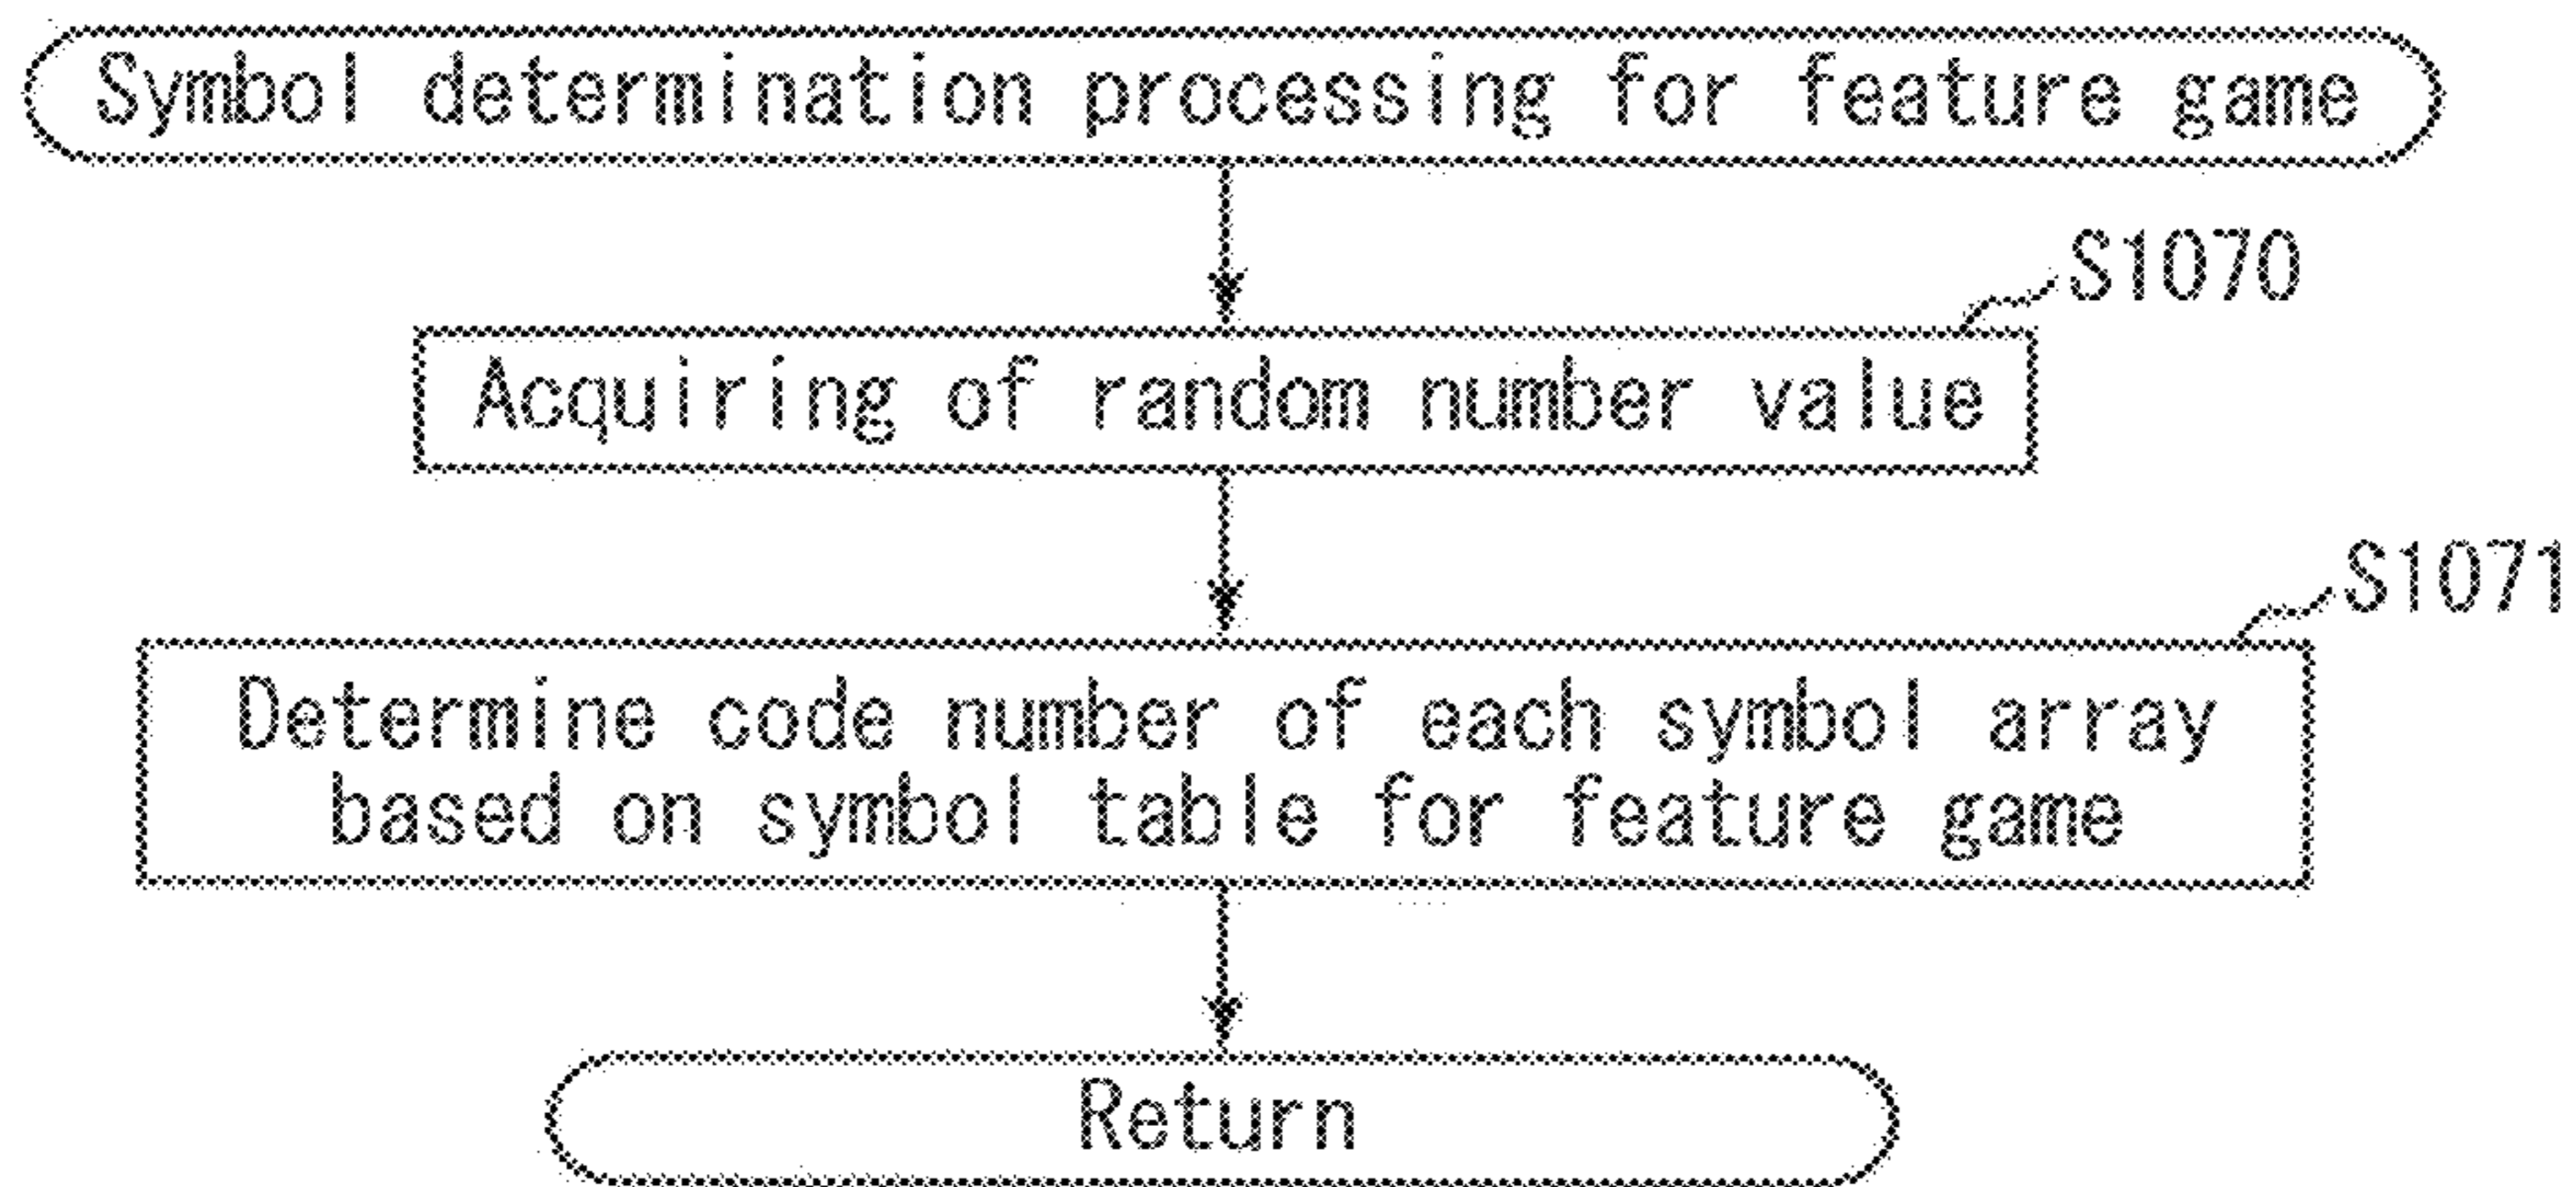 Symbol determination processing for feature game
S1070
Acquiring of random number value
S1071
Determine code number of each symbol array
based on symbol table for feature game
Return